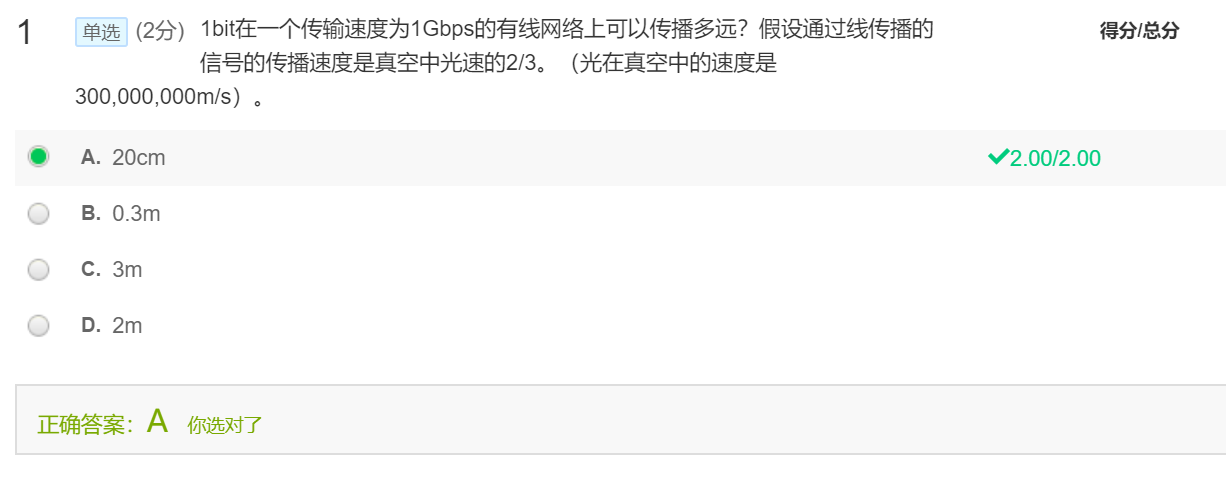 1 单选 (2分) 1bit在一个传输速度为1Gbps的有线网络上可以传播多远？假设通过线传播的 得分/总分
信号的传播速度是真空中光速的2/3。（光在真空中的速度是
300,000,000m/s）。
A. 20cm 2.00/2.00
B. 0.3m
C. 3m
D. 2m
正确答案：A 你选对了